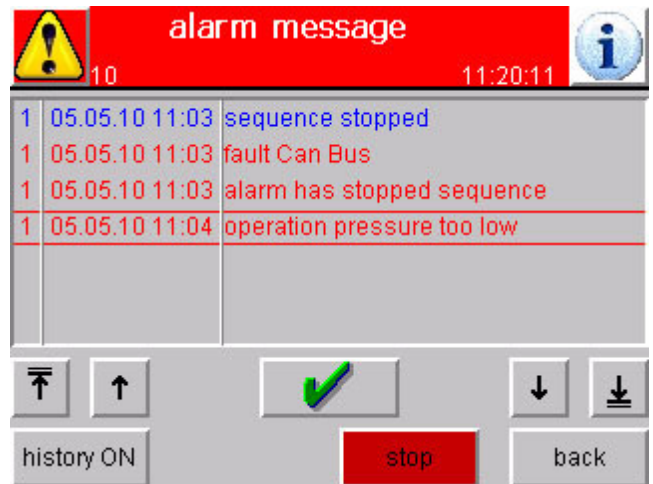 alarm message
10 11:20:11
1 05.05.10 11:03 sequence stopped
1 05.05.10 11:03 fault Can Bus
1 05.05.10 11:03 alarm has stopped sequence
1 05.05.10 11:04 operation pressure too low
history ON stop back